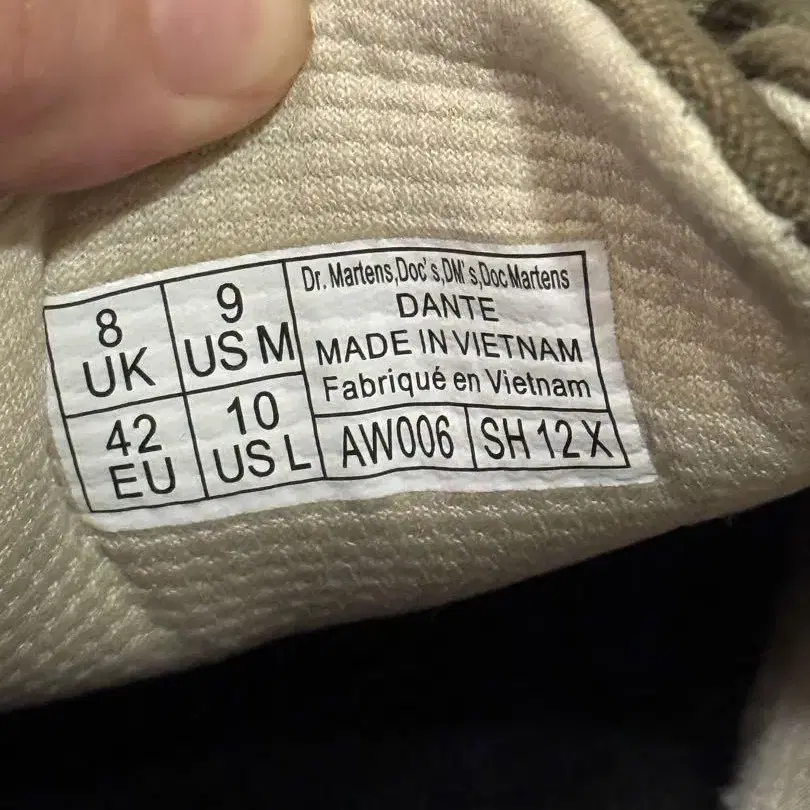 8
UK
9
US M
42
EU
10
US L
Dr. Martens,Doc's,DM's,Doc Martens
DANTE
MADE IN VIETNAM
Fabriqué en Vietnam
AW006
SH 12 X